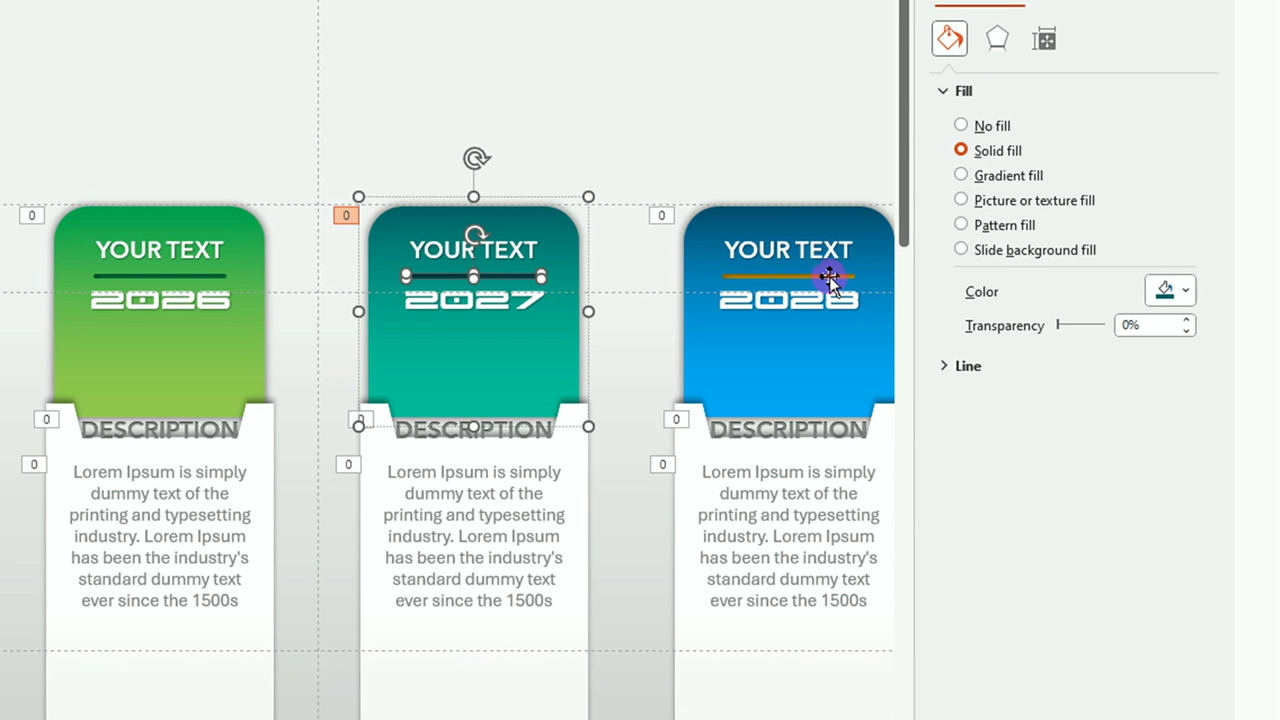 Fill
No fill
Solid fill
Gradient fill
Picture or texture fill
Pattern fill
Slide background fill
Color
Transparency
0%
Line
0
YOUR TEXT
2026
0
DESCRIPTION
0
Lorem Ipsum is simply
dummy text of the
printing and typesetting
industry. Lorem Ipsum
has been the industry's
standard dummy text
ever since the 1500s
0
YOUR TEXT
2027
0
DESCRIPTION
0
Lorem Ipsum is simply
dummy text of the
printing and typesetting
industry. Lorem Ipsum
has been the industry's
standard dummy text
ever since the 1500s
0
YOUR TEXT
2028
0
DESCRIPTION
0
Lorem Ipsum is simply
dummy text of the
printing and typesetting
industry. Lorem Ipsum
has been the industry's
standard dummy text
ever since the 1500s